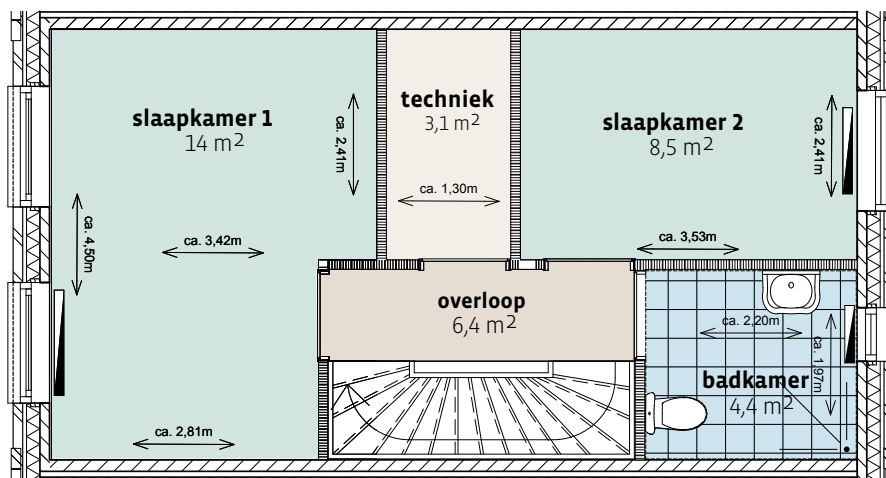 slaapkamer 1
14 m²
ca. 2,41m
ca. 4,50m
ca. 3,42m
ca. 2,81m
techniek
3,1 m²
ca. 1,30m
slaapkamer 2
8,5 m²
ca. 2,41m
ca. 3,53m
overloop
6,4 m²
ca. 2,20m
ca. 1,97m
badkamer
4,4 m²